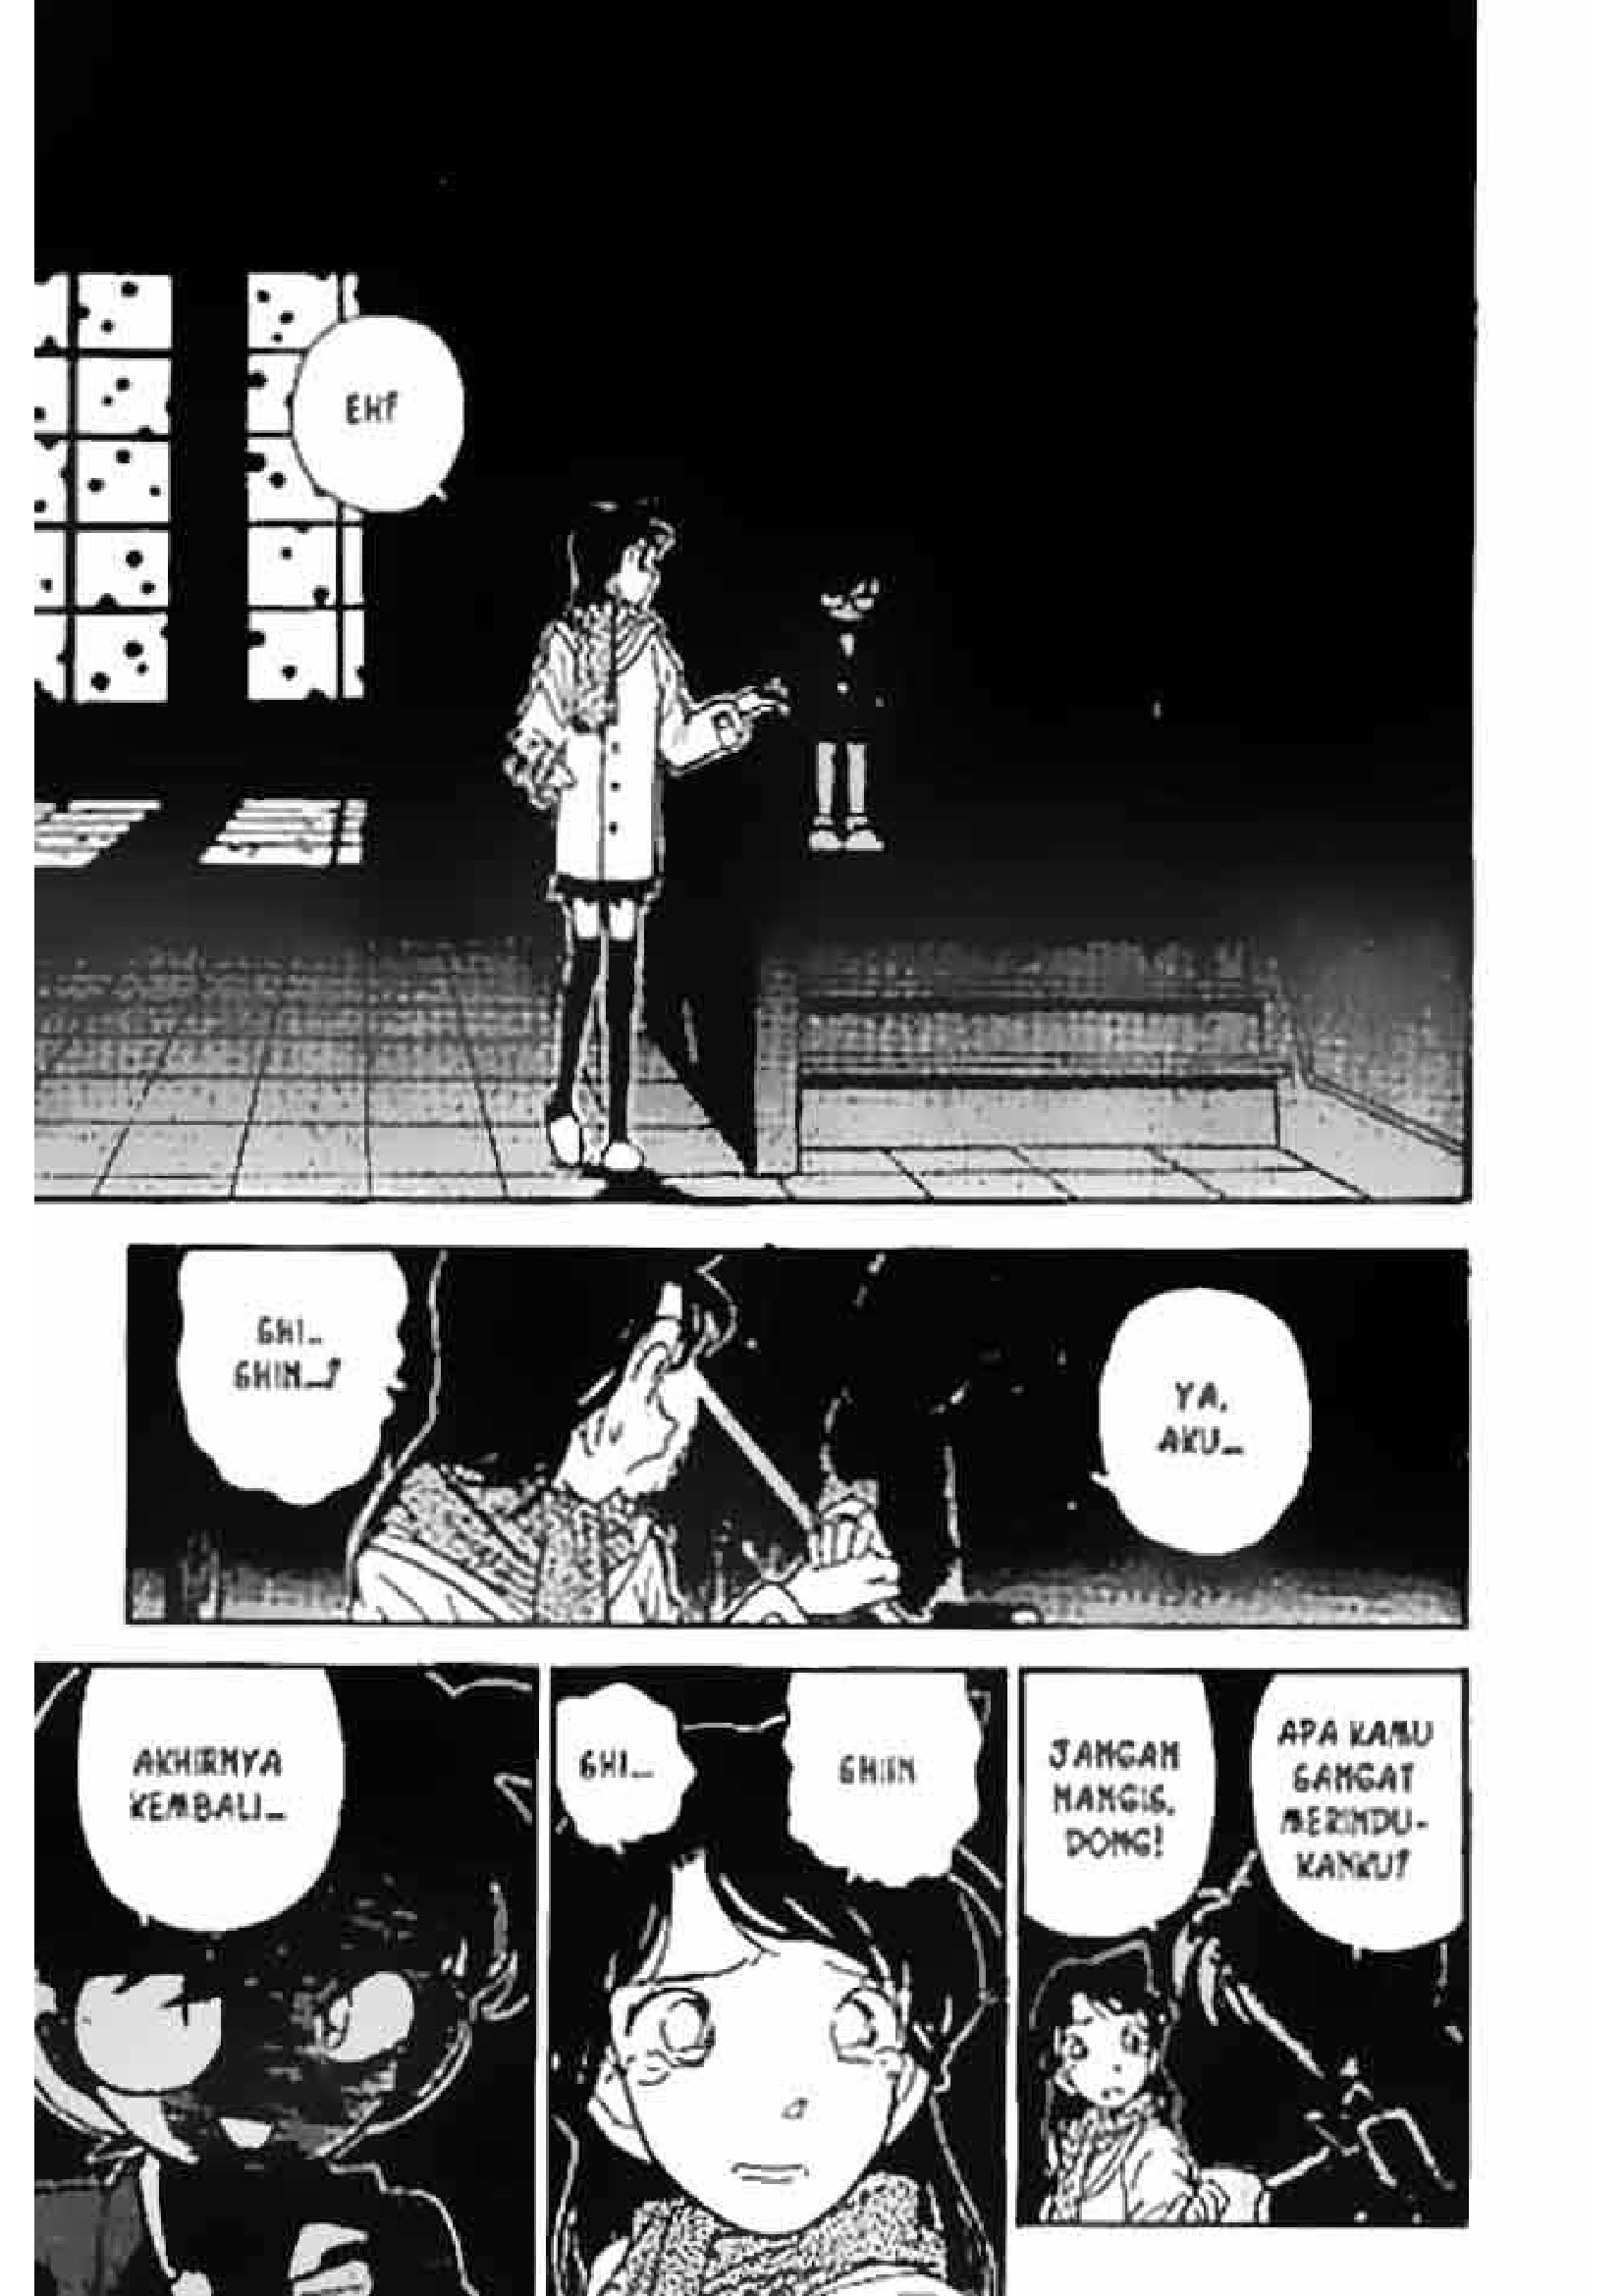 EH?
YA,
AKU...
SHI...
SHIN...?
APA KAMU
SANGAT
MERINDU-
KANKU?
JANGAN
NANGIS,
DONG!
SHIN
SHI...
AKHIRNYA
KEMBALI...